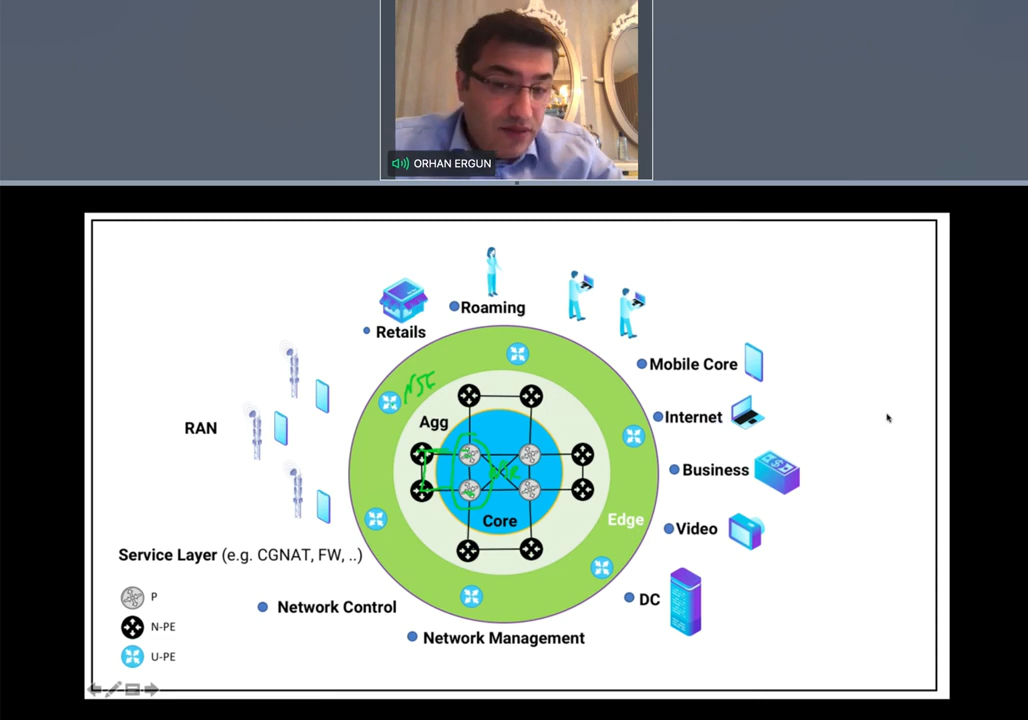 ORHAN ERGUN
Roaming
Retails
Mobile Core
Internet
RAN
Agg
Business
Core
Edge
Video
Service Layer (e.g. CGNAT, FW, ..)
P
DC
Network Control
N-PE
Network Management
U-PE